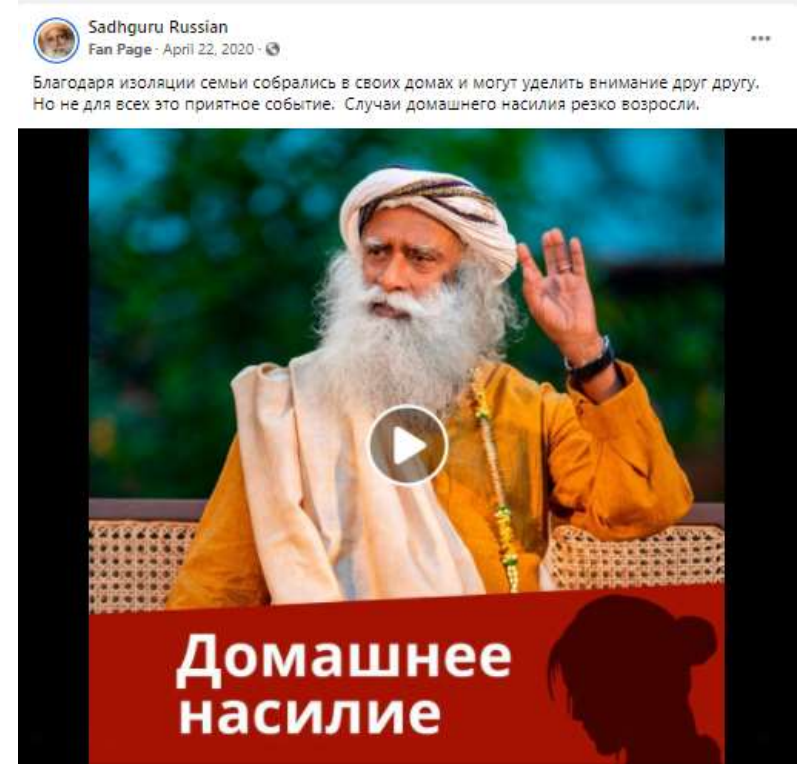 Sadhguru Russian
Fan Page · April 22, 2020 ·
Благодаря изоляции семьи собрались в своих домах и могут уделить внимание друг другу.
Но не для всех это приятное событие. Случаи домашнего насилия резко возросли.
Домашнее
насилие